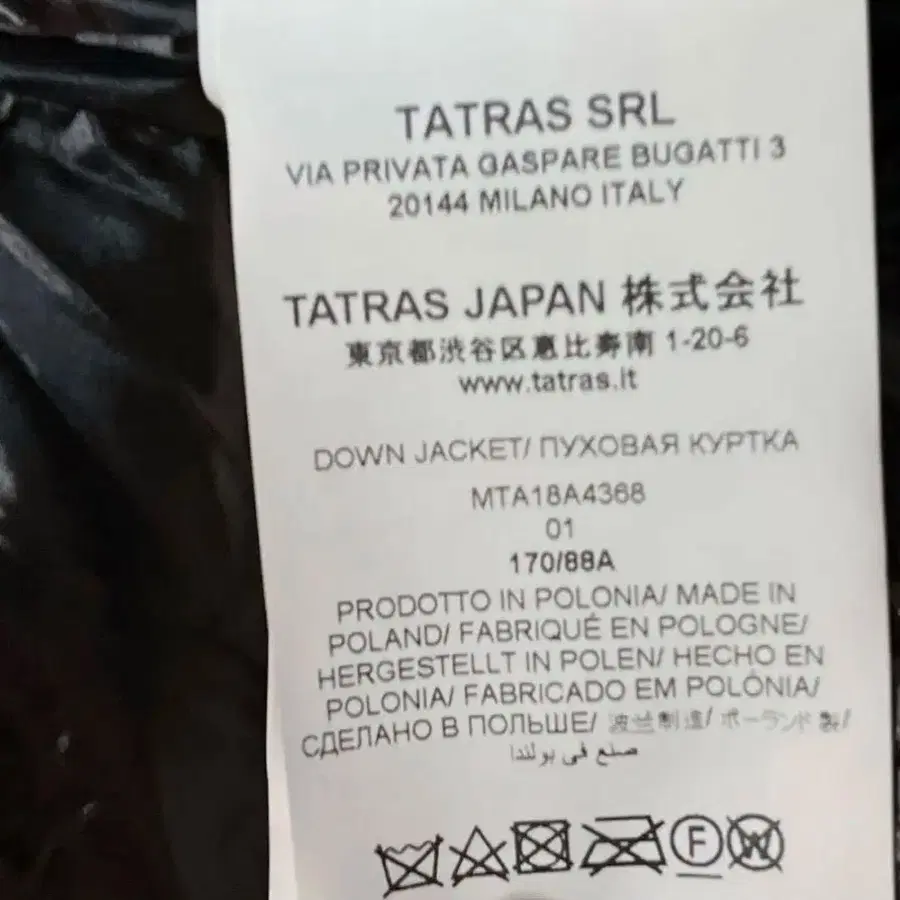 TATRAS SRL
VIA PRIVATA GASPARE BUGATTI 3
20144 MILANO ITALY
TATRAS JAPAN 株式会社
東京都渋谷区恵比寿南 1-20-6
www.tatras.it
DOWN JACKET/ ПУХОВАЯ КУРТКА
MTA18A4368
01
170/88A
PRODOTTO IN POLONIA/ MADE IN
POLAND/ FABRIQUÉ EN POLOGNE/
HERGESTELLT IN POLEN/ HECHO EN
POLONIA/ FABRICADO EM POLÓNIA/
СДЕЛАНО В ПОЛЬШЕ/ 波兰制造/ ポーランド製/
صنع في بولندا
F
W